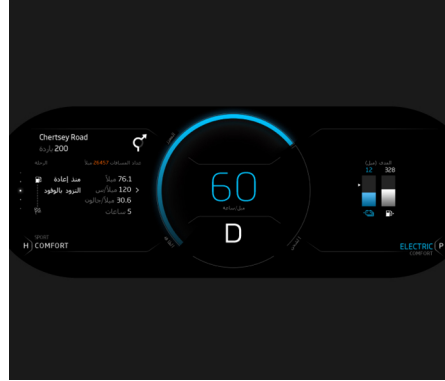 Chertsey Road
200 ياردة
الرحلة
عداد المسافات 26457 ميلاً
منذ إعادة
التزود بالوقود
76.1 ميلاً
120 ميلاً/س
30.6 ميلاً/جالون
5 ساعات
SPORT
H COMFORT
60
ميل/ساعة
D
المدى (ميل)
12 328
ELECTRIC P
COMFORT